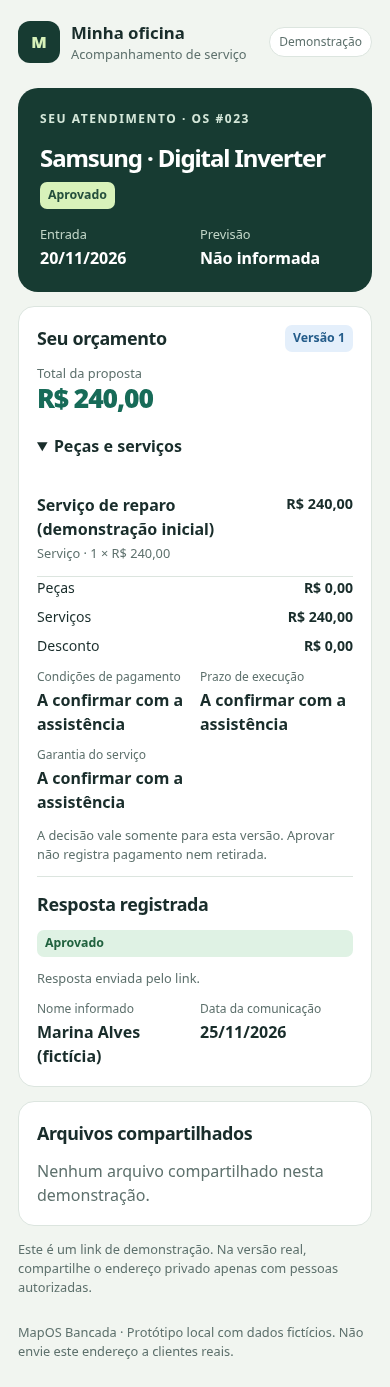 M
Minha oficina
Acompanhamento de serviço
Demonstração
SEU ATENDIMENTO · OS #023
Samsung · Digital Inverter
Aprovado
Entrada
Previsão
20/11/2026
Não informada
Seu orçamento
Versão 1
Total da proposta
R$ 240,00
▼ Peças e serviços
Serviço de reparo
(demonstração inicial)
R$ 240,00
Serviço · 1 × R$ 240,00
Peças
R$ 0,00
Serviços
R$ 240,00
Desconto
R$ 0,00
Condições de pagamento
A confirmar com a
assistência
Prazo de execução
A confirmar com a
assistência
Garantia do serviço
A confirmar com a
assistência
A decisão vale somente para esta versão. Aprovar
não registra pagamento nem retirada.
Resposta registrada
Aprovado
Resposta enviada pelo link.
Nome informado
Marina Alves
(fictícia)
Data da comunicação
25/11/2026
Arquivos compartilhados
Nenhum arquivo compartilhado nesta
demonstração.
Este é um link de demonstração. Na versão real,
compartilhe o endereço privado apenas com pessoas
autorizadas.
MapOS Bancada · Protótipo local com dados fictícios. Não
envie este endereço a clientes reais.